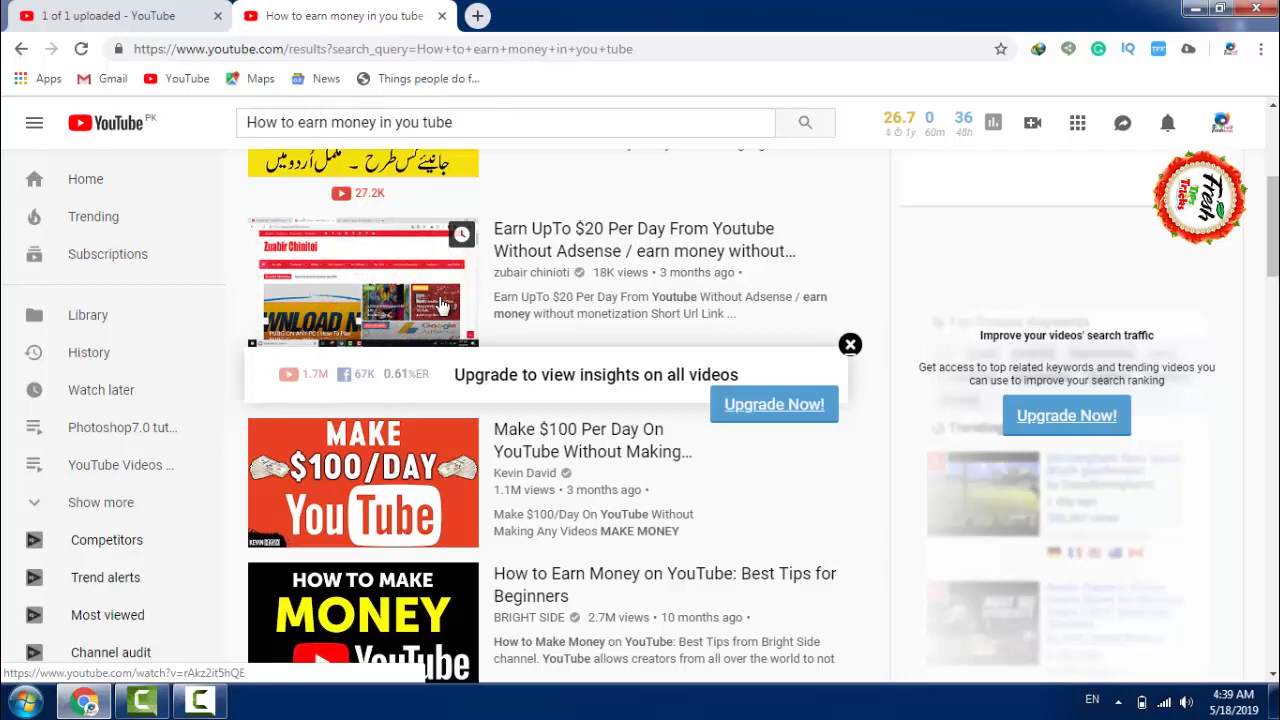 1 of 1 uploaded - YouTube
How to earn money in you tube
https://www.youtube.com/results?search_query=How+to+earn+money+in+you+tube
Apps
Gmail
YouTube
Maps
News
Things people do f...
YouTube PK
How to earn money in you tube
26.7 0 36
1y 60m 48h
Home
Trending
Subscriptions
Library
History
Watch later
Photoshop7.0 tut...
YouTube Videos ...
Show more
Competitors
Trend alerts
Most viewed
Channel audit
جانیئے کس طرح ۔ مکمل اُردو میں
27.2K
Zuabir Chinitoi
Earn UpTo $20 Per Day From Youtube
Without Adsense / earn money without...
zubair chimoti 18K views • 3 months ago •
Earn UpTo $20 Per Day From Youtube Without Adsense / earn
money without monetization Short Url Link ...
1.7M 67K 0.61%ER
Upgrade to view insights on all videos
Upgrade Now!
MAKE
$100/DAY
YouTube
KEVIN DAVID
Make $100 Per Day On
YouTube Without Making...
Kevin David
1.1M views • 3 months ago •
Make $100/Day On YouTube Without
Making Any Videos MAKE MONEY
HOW TO MAKE
MONEY
YouTube
How to Earn Money on YouTube: Best Tips for
Beginners
BRIGHT SIDE 2.7M views • 10 months ago •
How to Make Money on YouTube: Best Tips from Bright Side
channel. YouTube allows creators from all over the world to not
Improve your videos' search traffic
Get access to top related keywords and trending videos you
can use to improve your search ranking
Upgrade Now!
Fresh
Tips
Tricks
https://www.youtube.com/watch?v=rAkz2it5hQE
EN
4:39 AM
5/18/2019